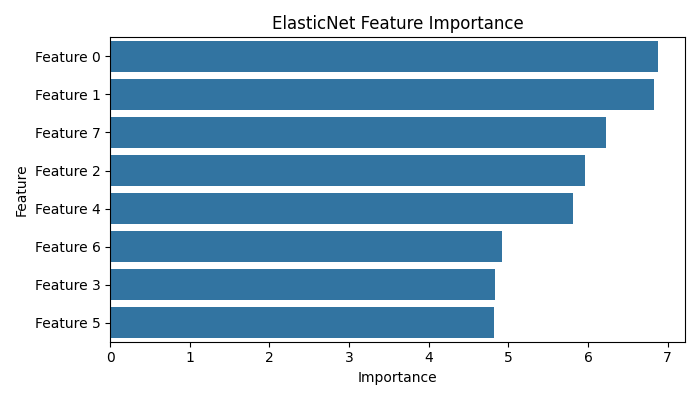 ElasticNet Feature Importance
Feature
Feature 0
Feature 1
Feature 7
Feature 2
Feature 4
Feature 6
Feature 3
Feature 5
0 1 2 3 4 5 6 7
Importance